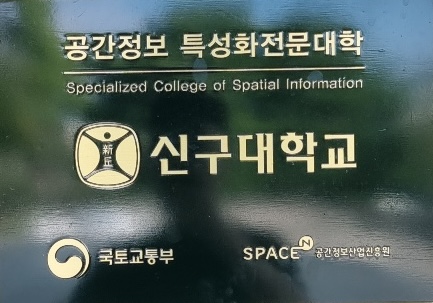 공간정보 특성화전문대학
Specialized College of Spatial Information
新丘
신구대학교
국토교통부
SPACE N 공간정보산업진흥원